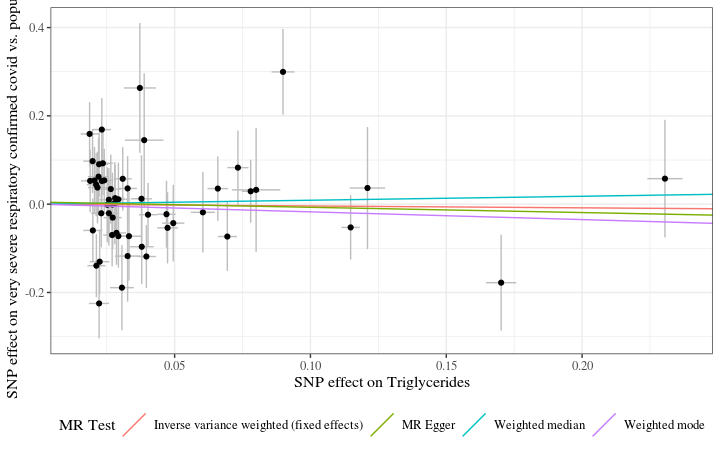 SNP effect on very severe respiratory confirmed covid vs.
0.4
0.2
0.0
-0.2
0.05
0.10
0.15
0.20
SNP effect on Triglycerides
MR Test
Inverse variance weighted (fixed effects)
MR Egger
Weighted median
Weighted mode